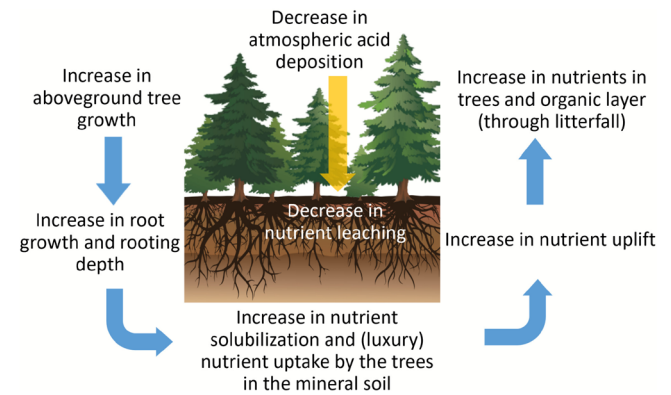 Decrease in
atmospheric acid
deposition
Increase in
aboveground tree
growth
Increase in nutrients in
trees and organic layer
(through litterfall)
Increase in root
growth and rooting
depth
Decrease in
nutrient leaching
Increase in nutrient uplift
Increase in nutrient
solubilization and (luxury)
nutrient uptake by the trees
in the mineral soil